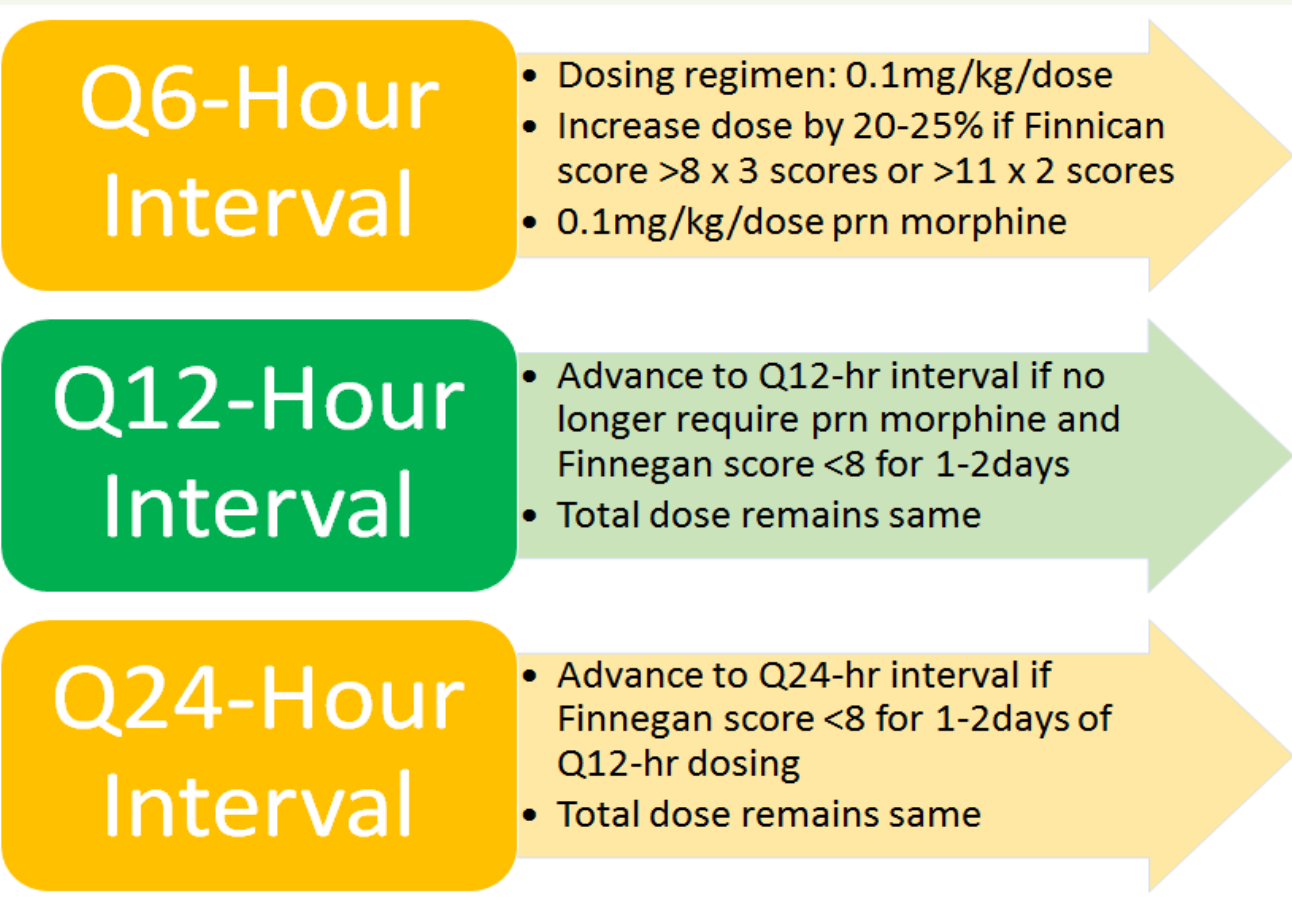 Q6-Hour
Interval
• Dosing regimen: 0.1mg/kg/dose
• Increase dose by 20-25% if Finnican
score >8 x 3 scores or >11 x 2 scores
• 0.1mg/kg/dose prn morphine
Q12-Hour
Interval
• Advance to Q12-hr interval if no
longer require prn morphine and
Finnegan score <8 for 1-2days
• Total dose remains same
Q24-Hour
Interval
• Advance to Q24-hr interval if
Finnegan score <8 for 1-2days of
Q12-hr dosing
• Total dose remains same